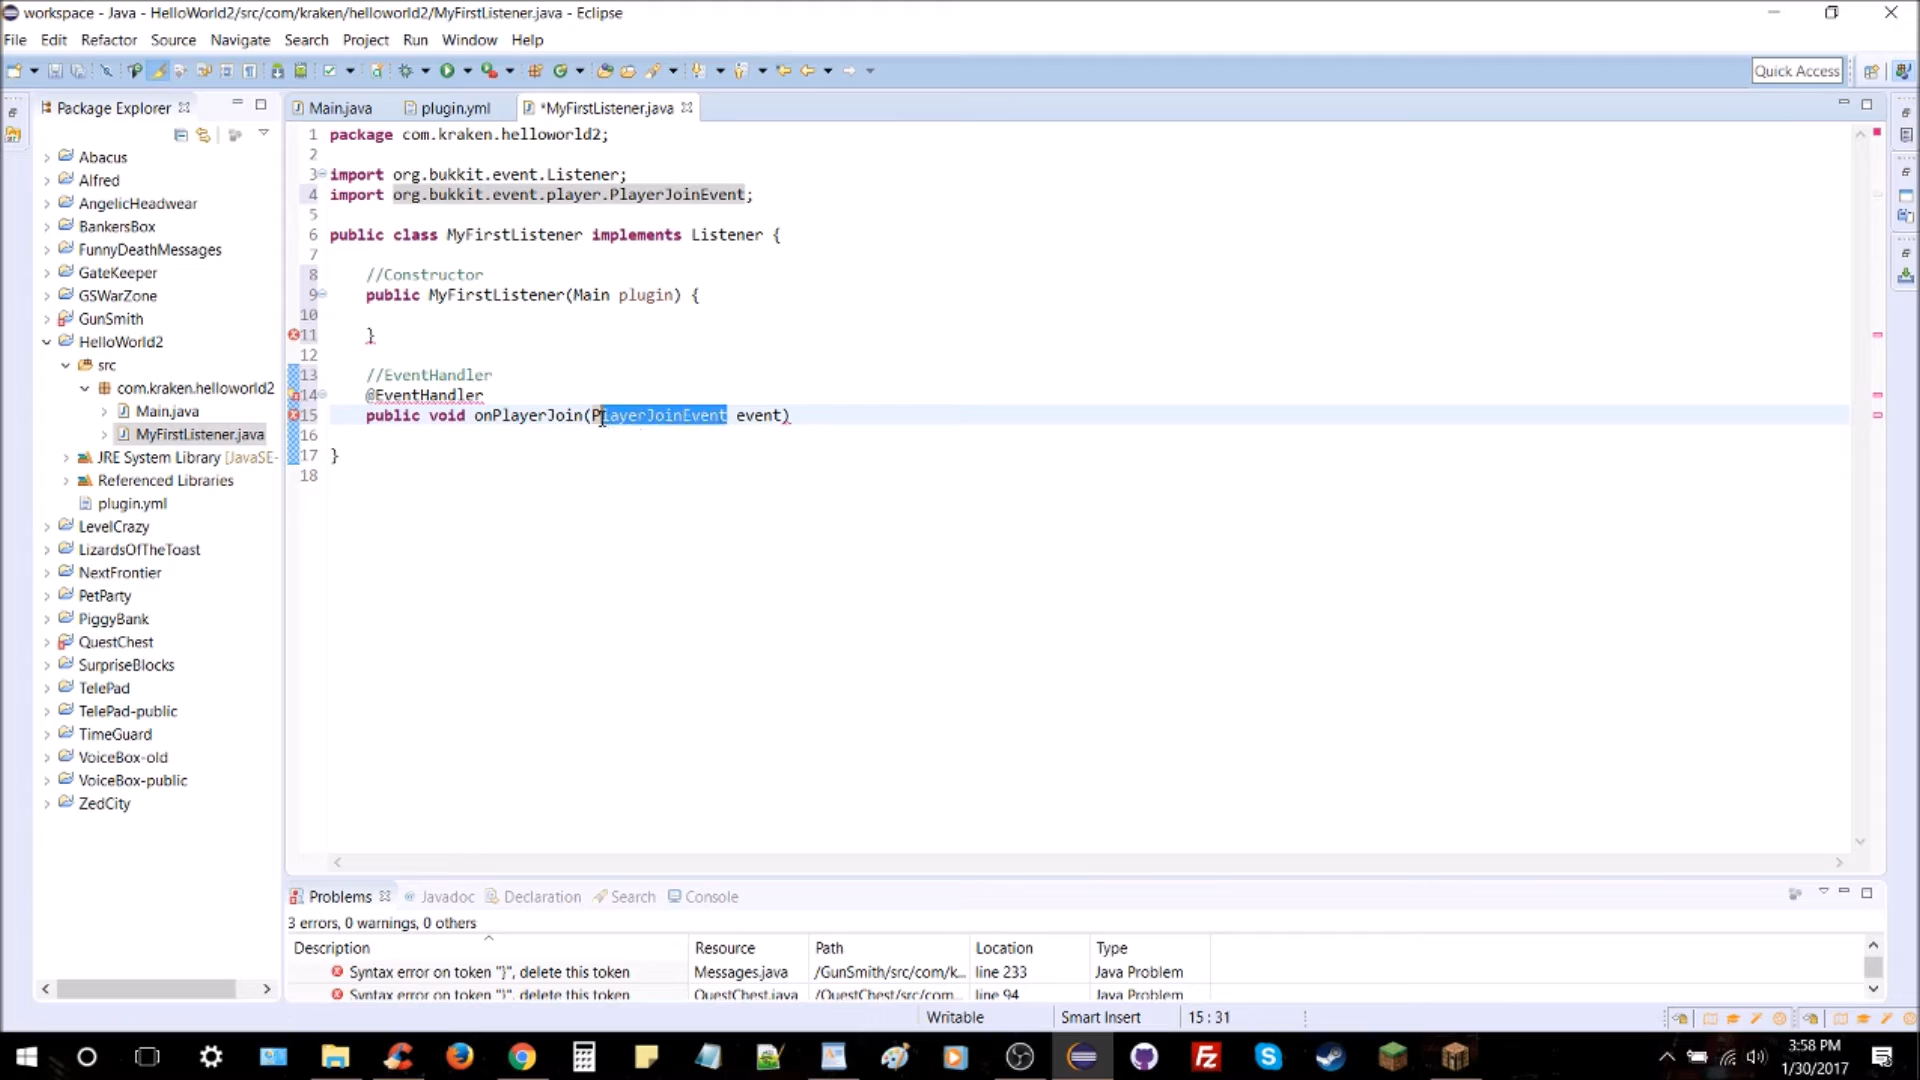 workspace - Java - HelloWorld2/src/com/kraken/helloworld2/MyFirstListener.java - Eclipse
File Edit Refactor Source Navigate Search Project Run Window Help
Quick Access
Package Explorer
Main.java plugin.yml *MyFirstListener.java
Abacus
Alfred
AngelicHeadwear
BankersBox
FunnyDeathMessages
GateKeeper
GSWarZone
GunSmith
HelloWorld2
src
com.kraken.helloworld2
Main.java
MyFirstListener.java
JRE System Library [JavaSE-
Referenced Libraries
plugin.yml
LevelCrazy
LizardsOfTheToast
NextFrontier
PetParty
PiggyBank
QuestChest
SurpriseBlocks
TelePad
TelePad-public
TimeGuard
VoiceBox-old
VoiceBox-public
ZedCity
1 package com.kraken.helloworld2;
2
3 import org.bukkit.event.Listener;
4 import org.bukkit.event.player.PlayerJoinEvent;
5
6 public class MyFirstListener implements Listener {
7
8 //Constructor
9 public MyFirstListener(Main plugin) {
10
11 }
12
13 //EventHandler
14 @EventHandler
15 public void onPlayerJoin(PlayerJoinEvent event)
16
17 }
18
Problems Javadoc Declaration Search Console
3 errors, 0 warnings, 0 others
Description Resource Path Location Type
Syntax error on token "}", delete this token Messages.java /GunSmith/src/com/k... line 233 Java Problem
Syntax error on token "}", delete this token QuestChest.java /QuestChest/src/com... line 94 Java Problem
Writable Smart Insert 15 : 31
3:58 PM
1/30/2017